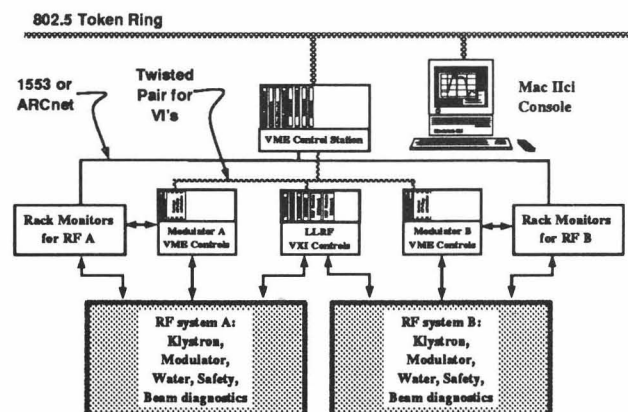 802.5 Token Ring
1553 or
ARCnet
Twisted
Pair for
VI's
Mac IIci
Console
VME Control Station
Rack Monitors
for RF A
Modulator A
VME Controls
LLRF
VXI Controls
Modulator B
VME Controls
Rack Monitors
for RF B
RF system A:
Klystron,
Modulator,
Water, Safety,
Beam diagnostics
RF system B:
Klystron,
Modulator,
Water, Safety,
Beam diagnostics